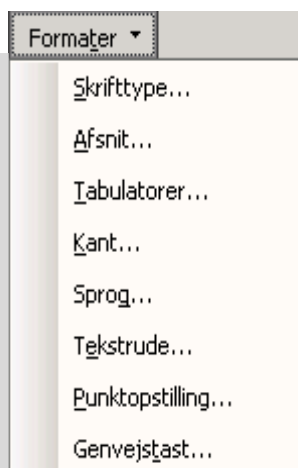 Formater
Skrifttype...
Afsnit...
Tabulatorer...
Kant...
Sprog...
Tekstrude...
Punktopstilling...
Genvejstast...